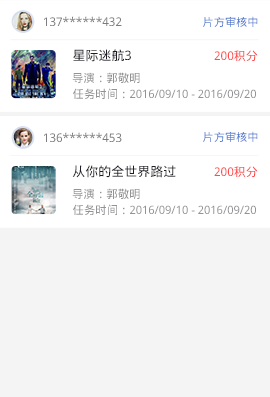 137******432 片方审核中
星际迷航3 200积分
导演：郭敬明
任务时间：2016/09/10 - 2016/09/20
136******453 片方审核中
从你的全世界路过 200积分
导演：郭敬明
任务时间：2016/09/10 - 2016/09/20